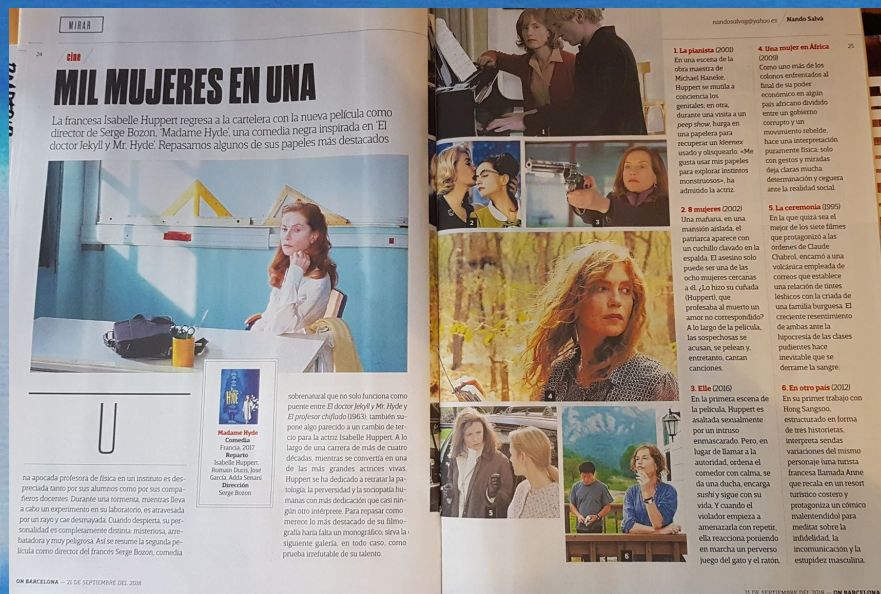 MIRAR
24
cine
MIL MUJERES EN UNA
La francesa Isabelle Huppert regresa a la cartelera con la nueva película como
director de Serge Bozon, 'Madame Hyde', una comedia negra inspirada en 'El
doctor Jekyll y Mr. Hyde'. Repasamos algunos de sus papeles más destacados
U
na apocada profesora de física en un instituto es des-
preciada tanto por sus alumnos como por sus compa-
ñeros docentes. Durante una tormenta, mientras lleva
a cabo un experimento en su laboratorio, es atravesada
por un rayo y cae desmayada. Cuando despierta, su per-
sonalidad es completamente distinta: misteriosa, arre-
batadora y muy peligrosa. Así se resume la segunda pe-
lícula como director del francés Serge Bozon, comedia
HYDE
Madame Hyde
Comedia
Francia, 2017
Reparto
Isabelle Huppert,
Romain Duris, José
García, Adda Senani
Dirección
Serge Bozon
sobrenatural que no solo funciona como
puente entre El doctor Jekyll y Mr. Hyde y
El profesor chiflado (1963); también su-
pone algo parecido a un cambio de ter-
cio para la actriz Isabelle Huppert. A lo
largo de una carrera de más de cuatro
décadas, mientras se convertía en una
de las más grandes actrices vivas,
Huppert se ha dedicado a retratar la pa-
tología, la perversidad y la sociopatía hu-
manas con más dedicación que casi nin-
gún otro intérprete. Para repasar como
merece lo más destacado de su filmo-
grafía haría falta un monográfico; sirva la
siguiente galería, en todo caso, como
prueba irrefutable de su talento.
ON BARCELONA — 21 DE SEPTIEMBRE DEL 2018
nandosalvag@yahoo.es / Nando Salvà
25
1
2
3
4
5
6
1. La pianista (2001)
En una escena de la
obra maestra de
Michael Haneke,
Huppert se mutila a
conciencia los
genitales; en otra,
durante una visita a un
peep show, hurga en
una papelera para
recuperar un kleenex
usado y olisquearlo. «Me
gusta usar mis papeles
para explorar instintos
monstruosos», ha
admitido la actriz.
2. 8 mujeres (2002)
Una mañana, en una
mansión aislada, el
patriarca aparece con
un cuchillo clavado en la
espalda. El asesino solo
puede ser una de las
ocho mujeres cercanas
a él. ¿Lo hizo su cuñada
(Huppert), que
profesaba al muerto un
amor no correspondido?
A lo largo de la película,
las sospechosas se
acusan, se pelean y,
entretanto, cantan
canciones.
3. Elle (2016)
En la primera escena de
la película, Huppert es
asaltada sexualmente
por un intruso
enmascarado. Pero, en
lugar de llamar a la
autoridad, ordena el
comedor con calma, se
da una ducha, encarga
sushi y sigue con su
vida. Y cuando el
violador empieza a
amenazarla con repetir,
ella reacciona poniendo
en marcha un perverso
juego del gato y el ratón.
4. Una mujer en África
(2009)
Como uno más de los
colonos enfrentados al
final de su poder
económico en algún
país africano dividido
entre un gobierno
corrupto y un
movimiento rebelde,
hace una interpretación
puramente física: solo
con gestos y miradas
deja claras mucha
determinación y ceguera
ante la realidad social.
5. La ceremonia (1995)
En la que quizá sea el
mejor de los siete filmes
que protagonizó a las
órdenes de Claude
Chabrol, encarnó a una
volcánica empleada de
correos que establece
una relación de tintes
lésbicos con la criada de
una familia burguesa. El
creciente resentimiento
de ambas ante la
hipocresía de las clases
pudientes hace
inevitable que se
derrame la sangre.
6. En otro país (2012)
En su primer trabajo con
Hong Sangsoo,
estructurado en forma
de tres historietas,
interpreta sendas
variaciones del mismo
personaje (una turista
francesa llamada Anne
que recala en un resort
turístico costero y
protagoniza un cómico
malentendido) para
meditar sobre la
infidelidad, la
incomunicación y la
estupidez masculina.
21 DE SEPTIEMBRE DEL 2018 — ON BARCELONA